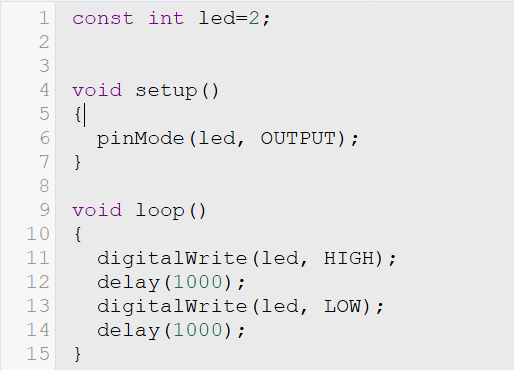 1 const int led=2;
2
3
4 void setup()
5 {
6   pinMode(led, OUTPUT);
7 }
8
9 void loop()
10 {
11   digitalWrite(led, HIGH);
12   delay(1000);
13   digitalWrite(led, LOW);
14   delay(1000);
15 }